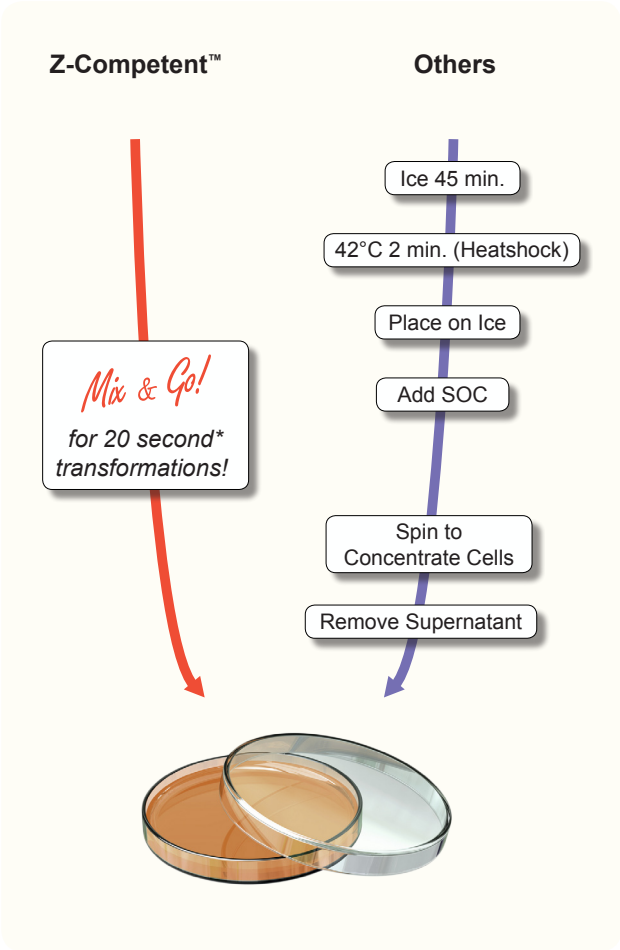 Z-Competent™
Others
Ice 45 min.
42°C 2 min. (Heatshock)
Place on Ice
Mix & Go!
for 20 second*
transformations!
Add SOC
Spin to
Concentrate Cells
Remove Supernatant